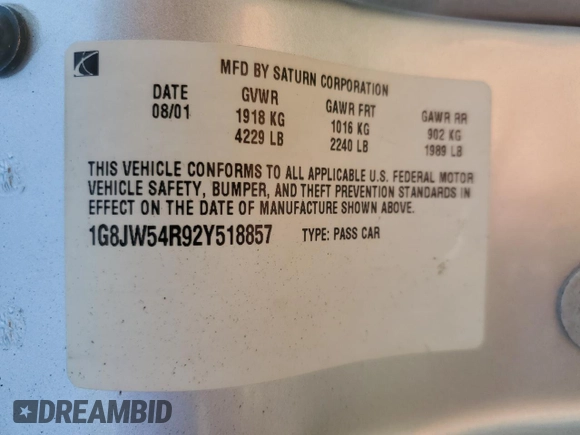 MFD BY SATURN CORPORATION
DATE GVWR GAWR FRT GAWR RR
08/01 1918 KG 1016 KG 902 KG
4229 LB 2240 LB 1989 LB
THIS VEHICLE CONFORMS TO ALL APPLICABLE U.S. FEDERAL MOTOR
VEHICLE SAFETY, BUMPER, AND THEFT PREVENTION STANDARDS IN
EFFECT ON THE DATE OF MANUFACTURE SHOWN ABOVE.
1G8JW54R92Y518857 TYPE: PASS CAR
DREAMBID